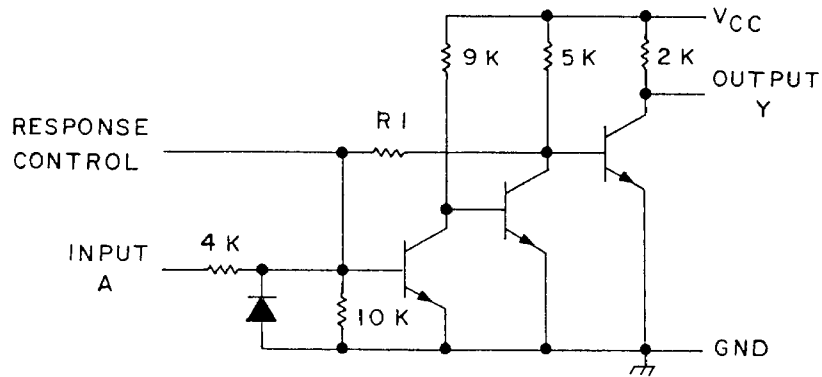 VCC
9 K
5 K
2 K
OUTPUT
Y
RESPONSE
CONTROL
R1
INPUT
A
4 K
10 K
GND